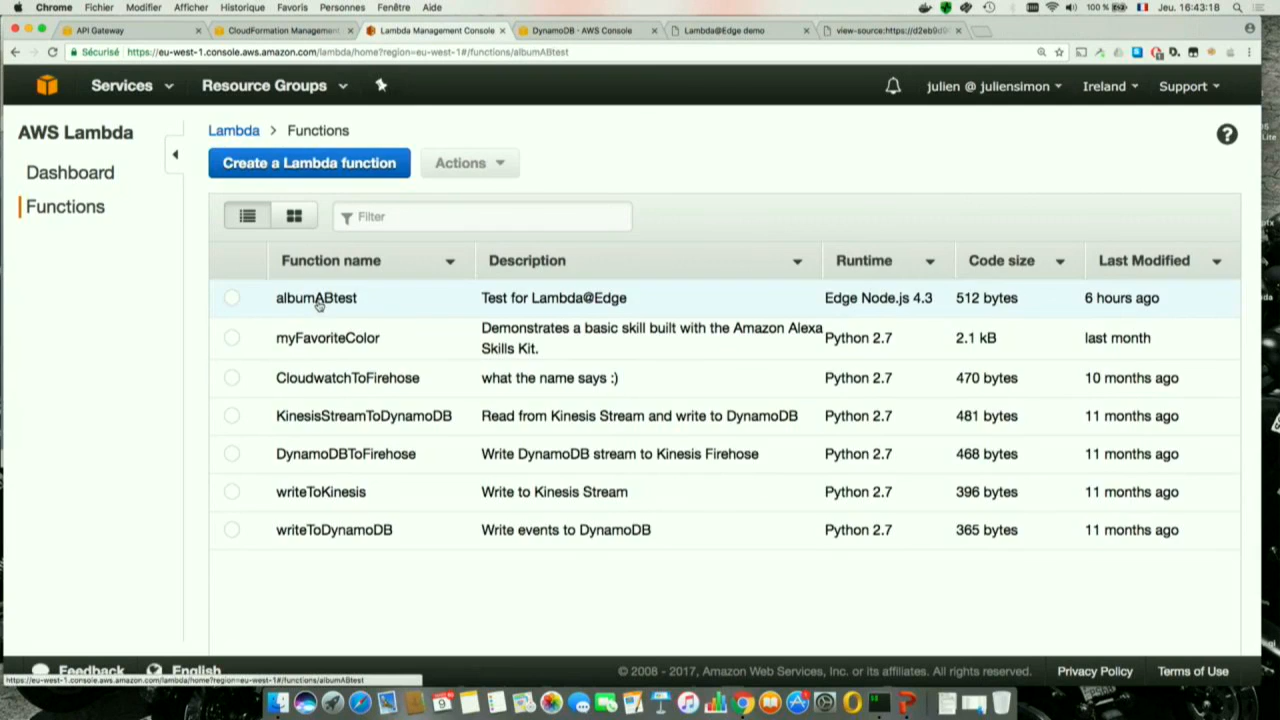 Chrome Fichier Modifier Afficher Historique Favoris Personnes Fenêtre Aide 100 % Jeu. 16:43:18
API Gateway CloudFormation Management Lambda Management Console DynamoDB - AWS Console Lambda@Edge demo view-source:https://d2eb9d9
Sécurisé https://eu-west-1.console.aws.amazon.com/lambda/home?region=eu-west-1#/functions/albumABtest
Services Resource Groups julien @ juliensimon Ireland Support
AWS Lambda
Dashboard
Functions
Lambda > Functions
Create a Lambda function Actions
Filter
Function name Description Runtime Code size Last Modified
albumABtest Test for Lambda@Edge Edge Node.js 4.3 512 bytes 6 hours ago
myFavoriteColor Demonstrates a basic skill built with the Amazon Alexa Skills Kit. Python 2.7 2.1 kB last month
CloudwatchToFirehose what the name says :) Python 2.7 470 bytes 10 months ago
KinesisStreamToDynamoDB Read from Kinesis Stream and write to DynamoDB Python 2.7 481 bytes 11 months ago
DynamoDBToFirehose Write DynamoDB stream to Kinesis Firehose Python 2.7 468 bytes 11 months ago
writeToKinesis Write to Kinesis Stream Python 2.7 396 bytes 11 months ago
writeToDynamoDB Write events to DynamoDB Python 2.7 365 bytes 11 months ago
Feedback English © 2008 - 2017, Amazon Web Services, Inc. or its affiliates. All rights reserved. Privacy Policy Terms of Use
https://eu-west-1.console.aws.amazon.com/lambda/home?region=eu-west-1#/functions/albumABtest
9